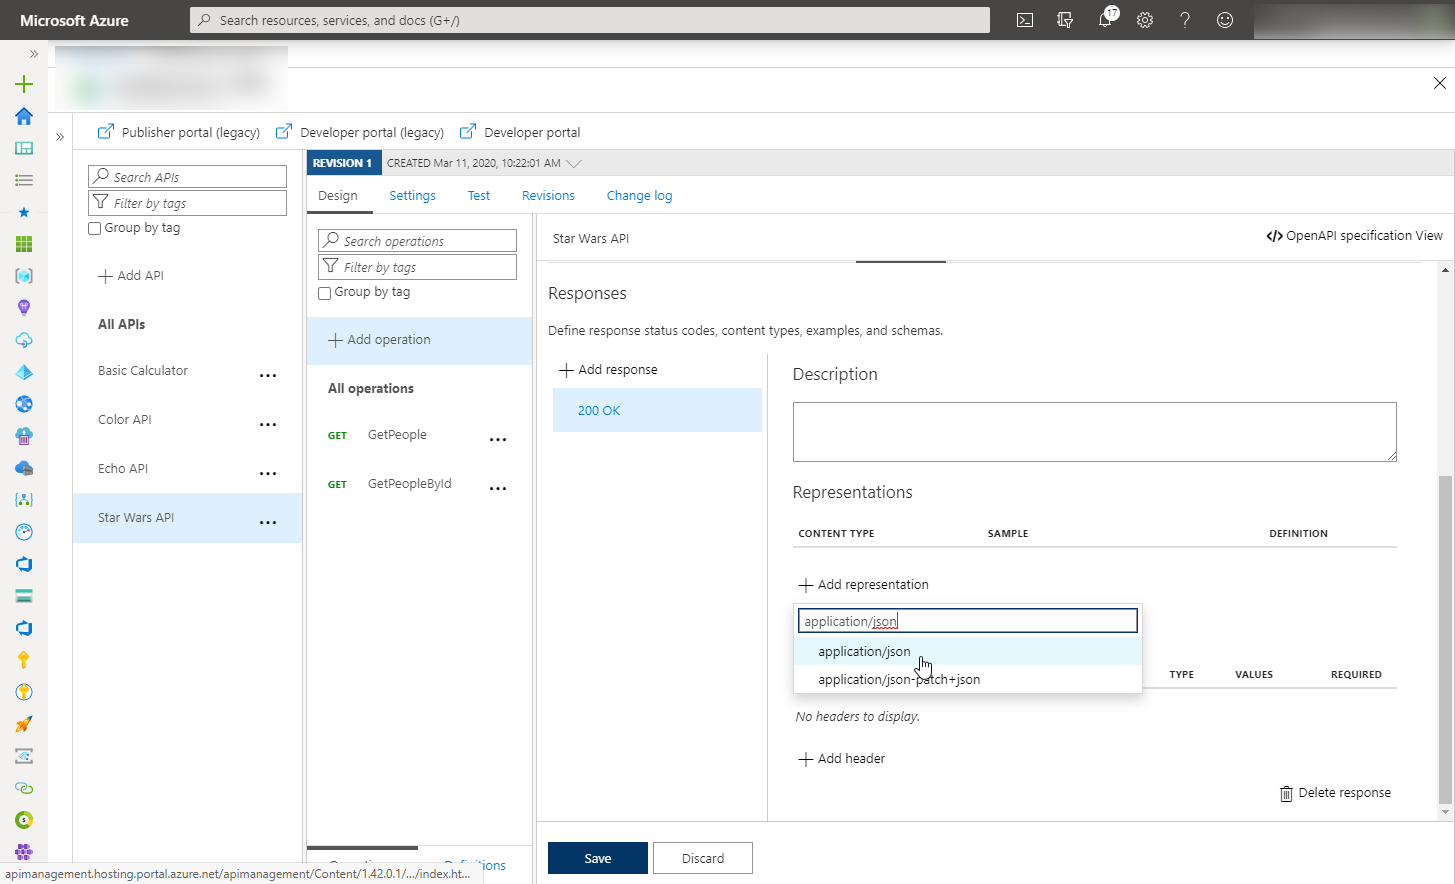 Microsoft Azure
Search resources, services, and docs (G+/)
17
Publisher portal (legacy)
Developer portal (legacy)
Developer portal
Search APIs
Filter by tags
Group by tag
Add API
All APIs
Basic Calculator
Color API
Echo API
Star Wars API
REVISION 1
CREATED Mar 11, 2020, 10:22:01 AM
Design
Settings
Test
Revisions
Change log
Search operations
Filter by tags
Group by tag
Add operation
All operations
GET GetPeople
GET GetPeopleById
Definitions
Star Wars API
</> OpenAPI specification View
Responses
Define response status codes, content types, examples, and schemas.
Add response
200 OK
Description
Representations
CONTENT TYPE SAMPLE DEFINITION
Add representation
application/json
application/json
application/json-patch+json
TYPE VALUES REQUIRED
No headers to display.
Add header
Delete response
Save
Discard
apimanagement.hosting.portal.azure.net/apimanagement/Content/1.42.0.1/.../index.ht...